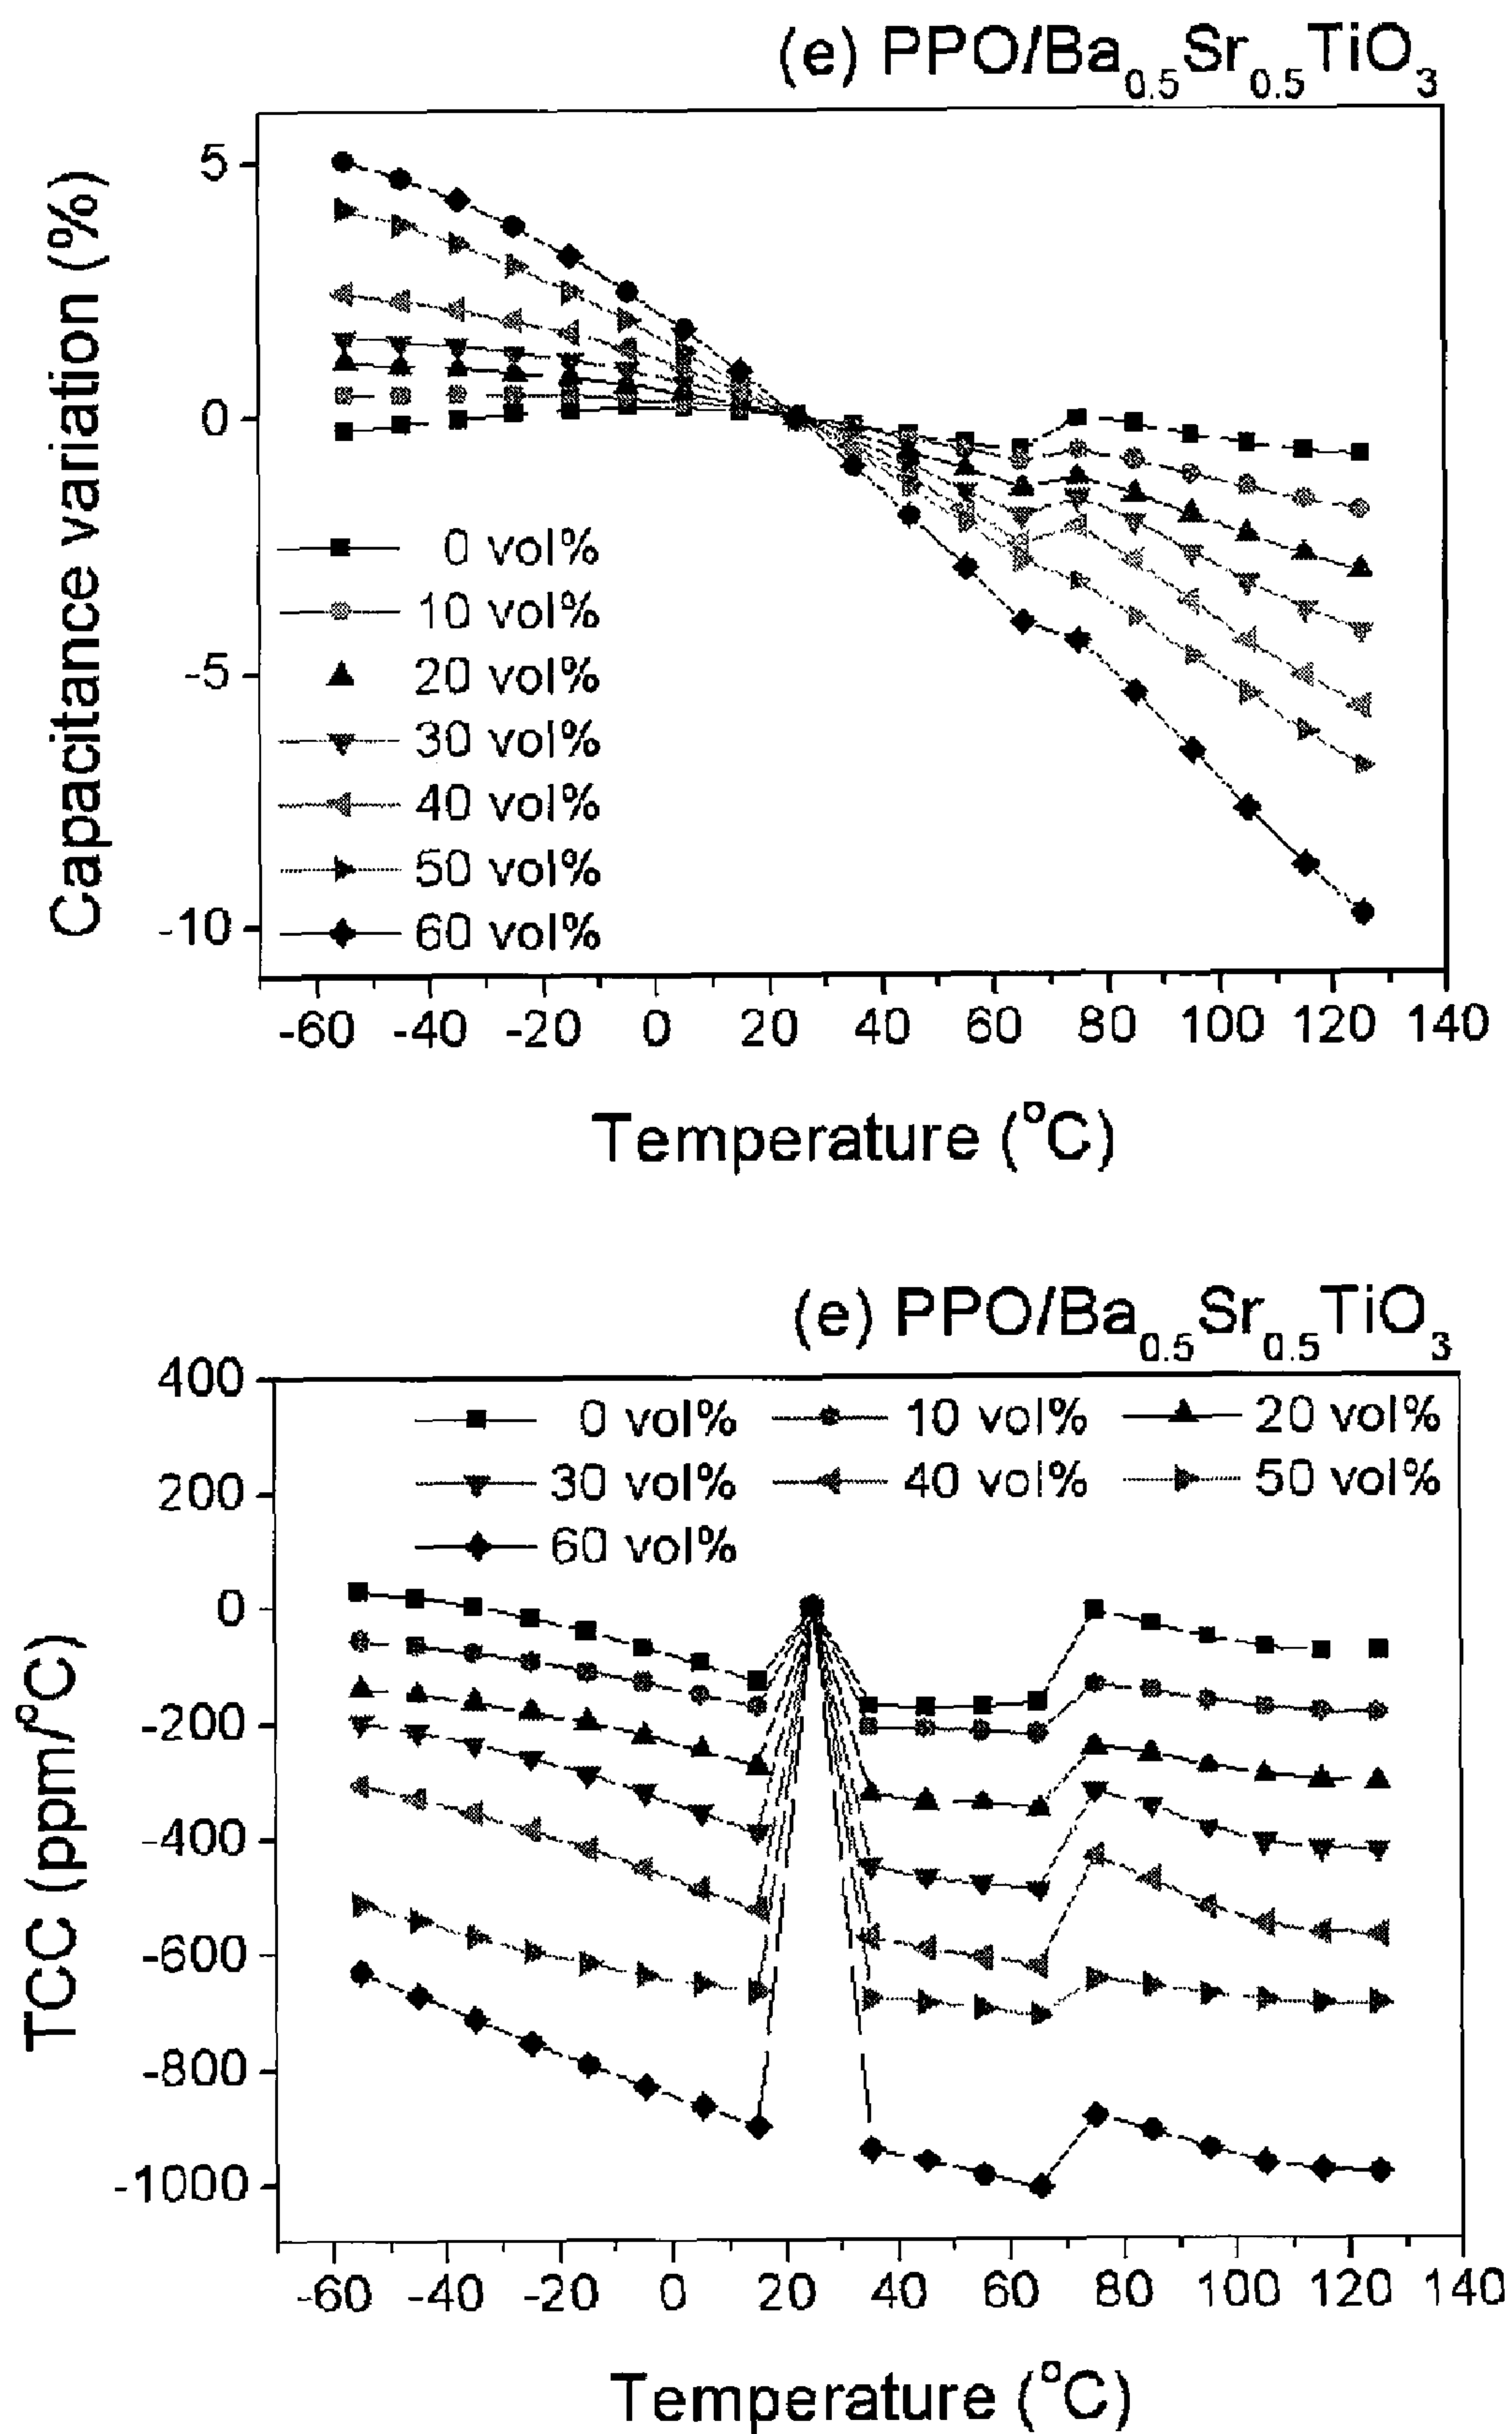 (e) PPO/Ba0.5Sr0.5TiO3
Capacitance variation (%)
5
0
-5
-10
0 vol%
10 vol%
20 vol%
30 vol%
40 vol%
50 vol%
60 vol%
-60 -40 -20 0 20 40 60 80 100 120 140
Temperature (°C)
(e) PPO/Ba0.5Sr0.5TiO3
TCC (ppm/°C)
400
200
0
-200
-400
-600
-800
-1000
0 vol% 10 vol% 20 vol%
30 vol% 40 vol% 50 vol%
60 vol%
-60 -40 -20 0 20 40 60 80 100 120 140
Temperature (°C)